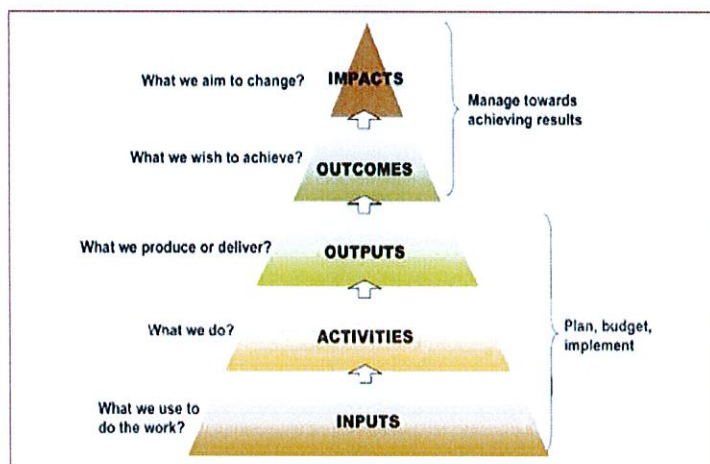 What we aim to change?
IMPACTS
Manage towards
achieving results
What we wish to achieve?
OUTCOMES
What we produce or deliver?
OUTPUTS
What we do?
ACTIVITIES
Plan, budget,
implement
What we use to
do the work?
INPUTS